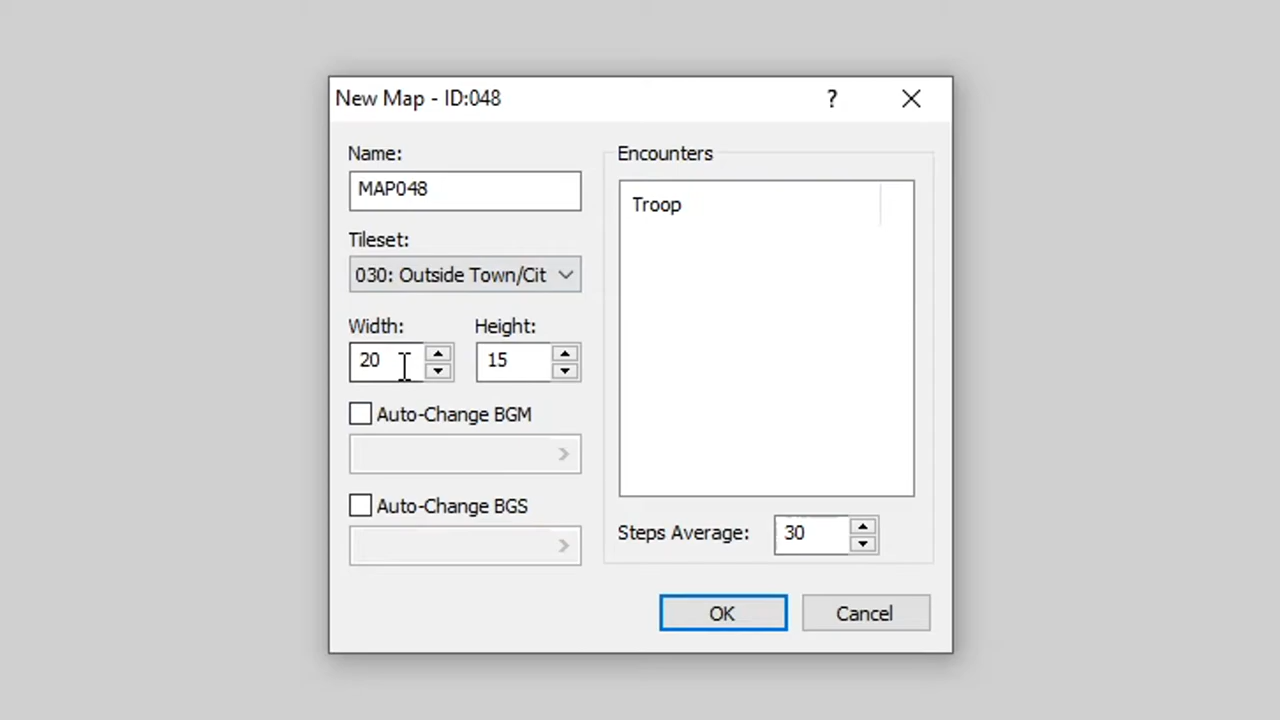 New Map - ID:048
?
Name:
MAP048
Tileset:
030: Outside Town/Cit
Width:
Height:
20
15
Auto-Change BGM
Auto-Change BGS
Encounters
Troop
Steps Average:
30
OK
Cancel